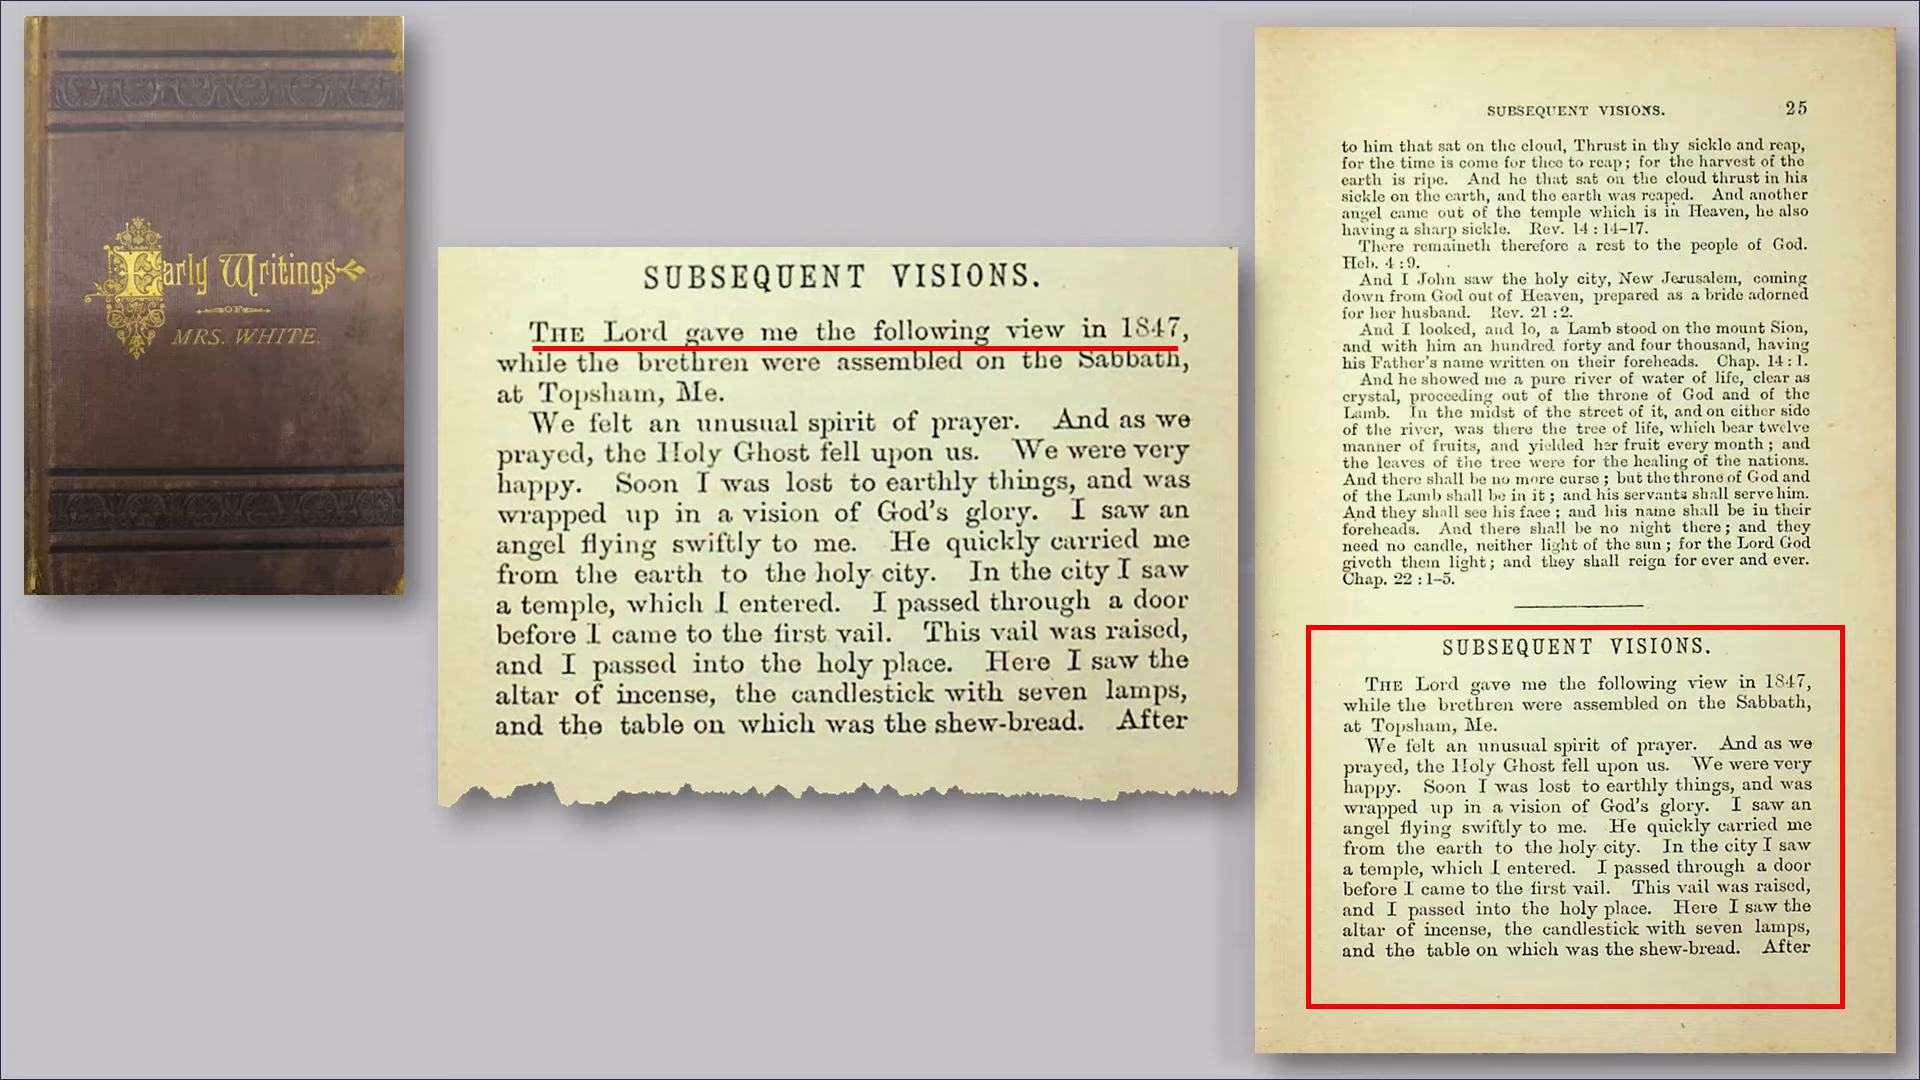 Early Writings
OF
MRS. WHITE.
SUBSEQUENT VISIONS.
THE Lord gave me the following view in 1847,
while the brethren were assembled on the Sabbath,
at Topsham, Me.
We felt an unusual spirit of prayer. And as we
prayed, the Holy Ghost fell upon us. We were very
happy. Soon I was lost to earthly things, and was
wrapped up in a vision of God's glory. I saw an
angel flying swiftly to me. He quickly carried me
from the earth to the holy city. In the city I saw
a temple, which I entered. I passed through a door
before I came to the first vail. This vail was raised,
and I passed into the holy place. Here I saw the
altar of incense, the candlestick with seven lamps,
and the table on which was the shew-bread. After
SUBSEQUENT VISIONS. 25
to him that sat on the cloud, Thrust in thy sickle and reap,
for the time is come for thee to reap; for the harvest of the
earth is ripe. And he that sat on the cloud thrust in his
sickle on the earth, and the earth was reaped. And another
angel came out of the temple which is in Heaven, he also
having a sharp sickle. Rev. 14:14-17.
There remaineth therefore a rest to the people of God.
Heb. 4:9.
And I John saw the holy city, New Jerusalem, coming
down from God out of Heaven, prepared as a bride adorned
for her husband. Rev. 21:2.
And I looked, and lo, a Lamb stood on the mount Sion,
and with him an hundred forty and four thousand, having
his Father's name written on their foreheads. Chap. 14:1.
And he showed me a pure river of water of life, clear as
crystal, proceeding out of the throne of God and of the
Lamb. In the midst of the street of it, and on either side
of the river, was there the tree of life, which bear twelve
manner of fruits, and yielded her fruit every month; and
the leaves of the tree were for the healing of the nations.
And there shall be no more curse; but the throne of God and
of the Lamb shall be in it; and his servants shall serve him.
And they shall see his face; and his name shall be in their
foreheads. And there shall be no night there; and they
need no candle, neither light of the sun; for the Lord God
giveth them light; and they shall reign for ever and ever.
Chap. 22:1-5.
SUBSEQUENT VISIONS.
THE Lord gave me the following view in 1847,
while the brethren were assembled on the Sabbath,
at Topsham, Me.
We felt an unusual spirit of prayer. And as we
prayed, the Holy Ghost fell upon us. We were very
happy. Soon I was lost to earthly things, and was
wrapped up in a vision of God's glory. I saw an
angel flying swiftly to me. He quickly carried me
from the earth to the holy city. In the city I saw
a temple, which I entered. I passed through a door
before I came to the first vail. This vail was raised,
and I passed into the holy place. Here I saw the
altar of incense, the candlestick with seven lamps,
and the table on which was the shew-bread. After